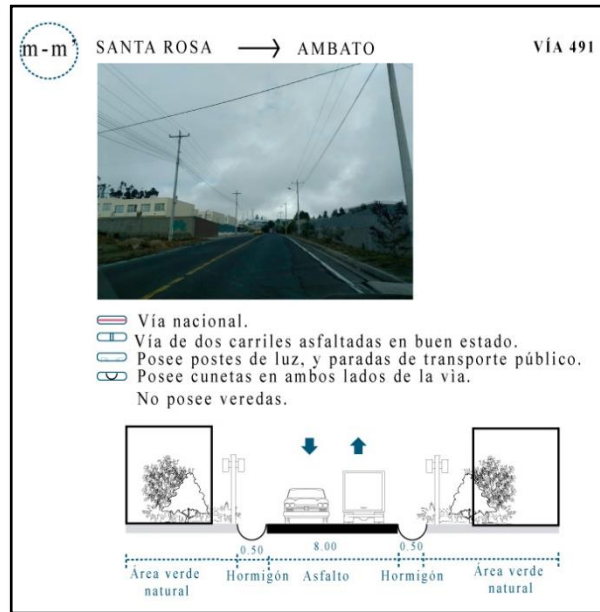 m-m' SANTA ROSA → AMBATO VÍA 491
Vía nacional.
Vía de dos carriles asfaltadas en buen estado.
Posee postes de luz, y paradas de transporte público.
Posee cunetas en ambos lados de la vìa.
No posee veredas.
0.50 8.00 0.50
Área verde natural Hormigón Asfalto Hormigón Área verde natural